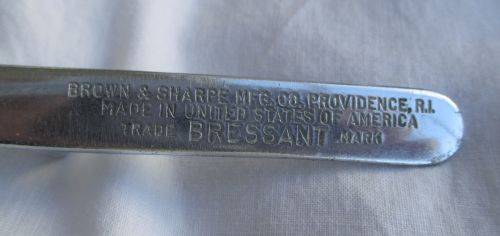 BROWN & SHARPE MFG. CO. PROVIDENCE, R.I.
MADE IN UNITED STATES OF AMERICA
TRADE BRESSANT MARK